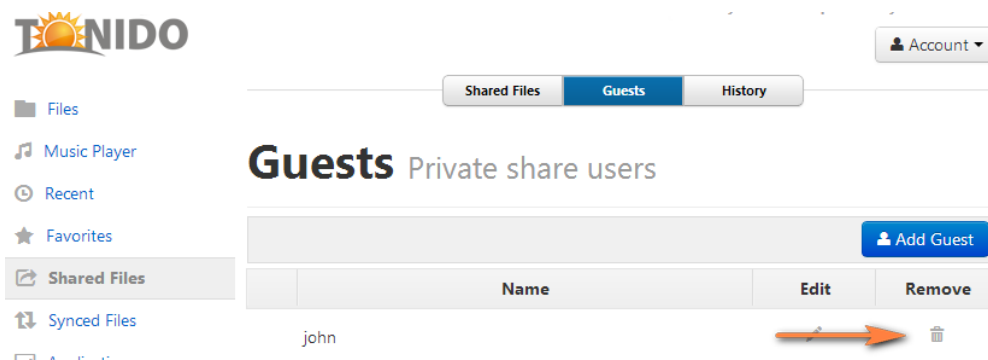 TONIDO
Account
Shared Files Guests History
Files
Music Player
Recent
Favorites
Shared Files
Synced Files
Guests Private share users
Add Guest
Name Edit Remove
john